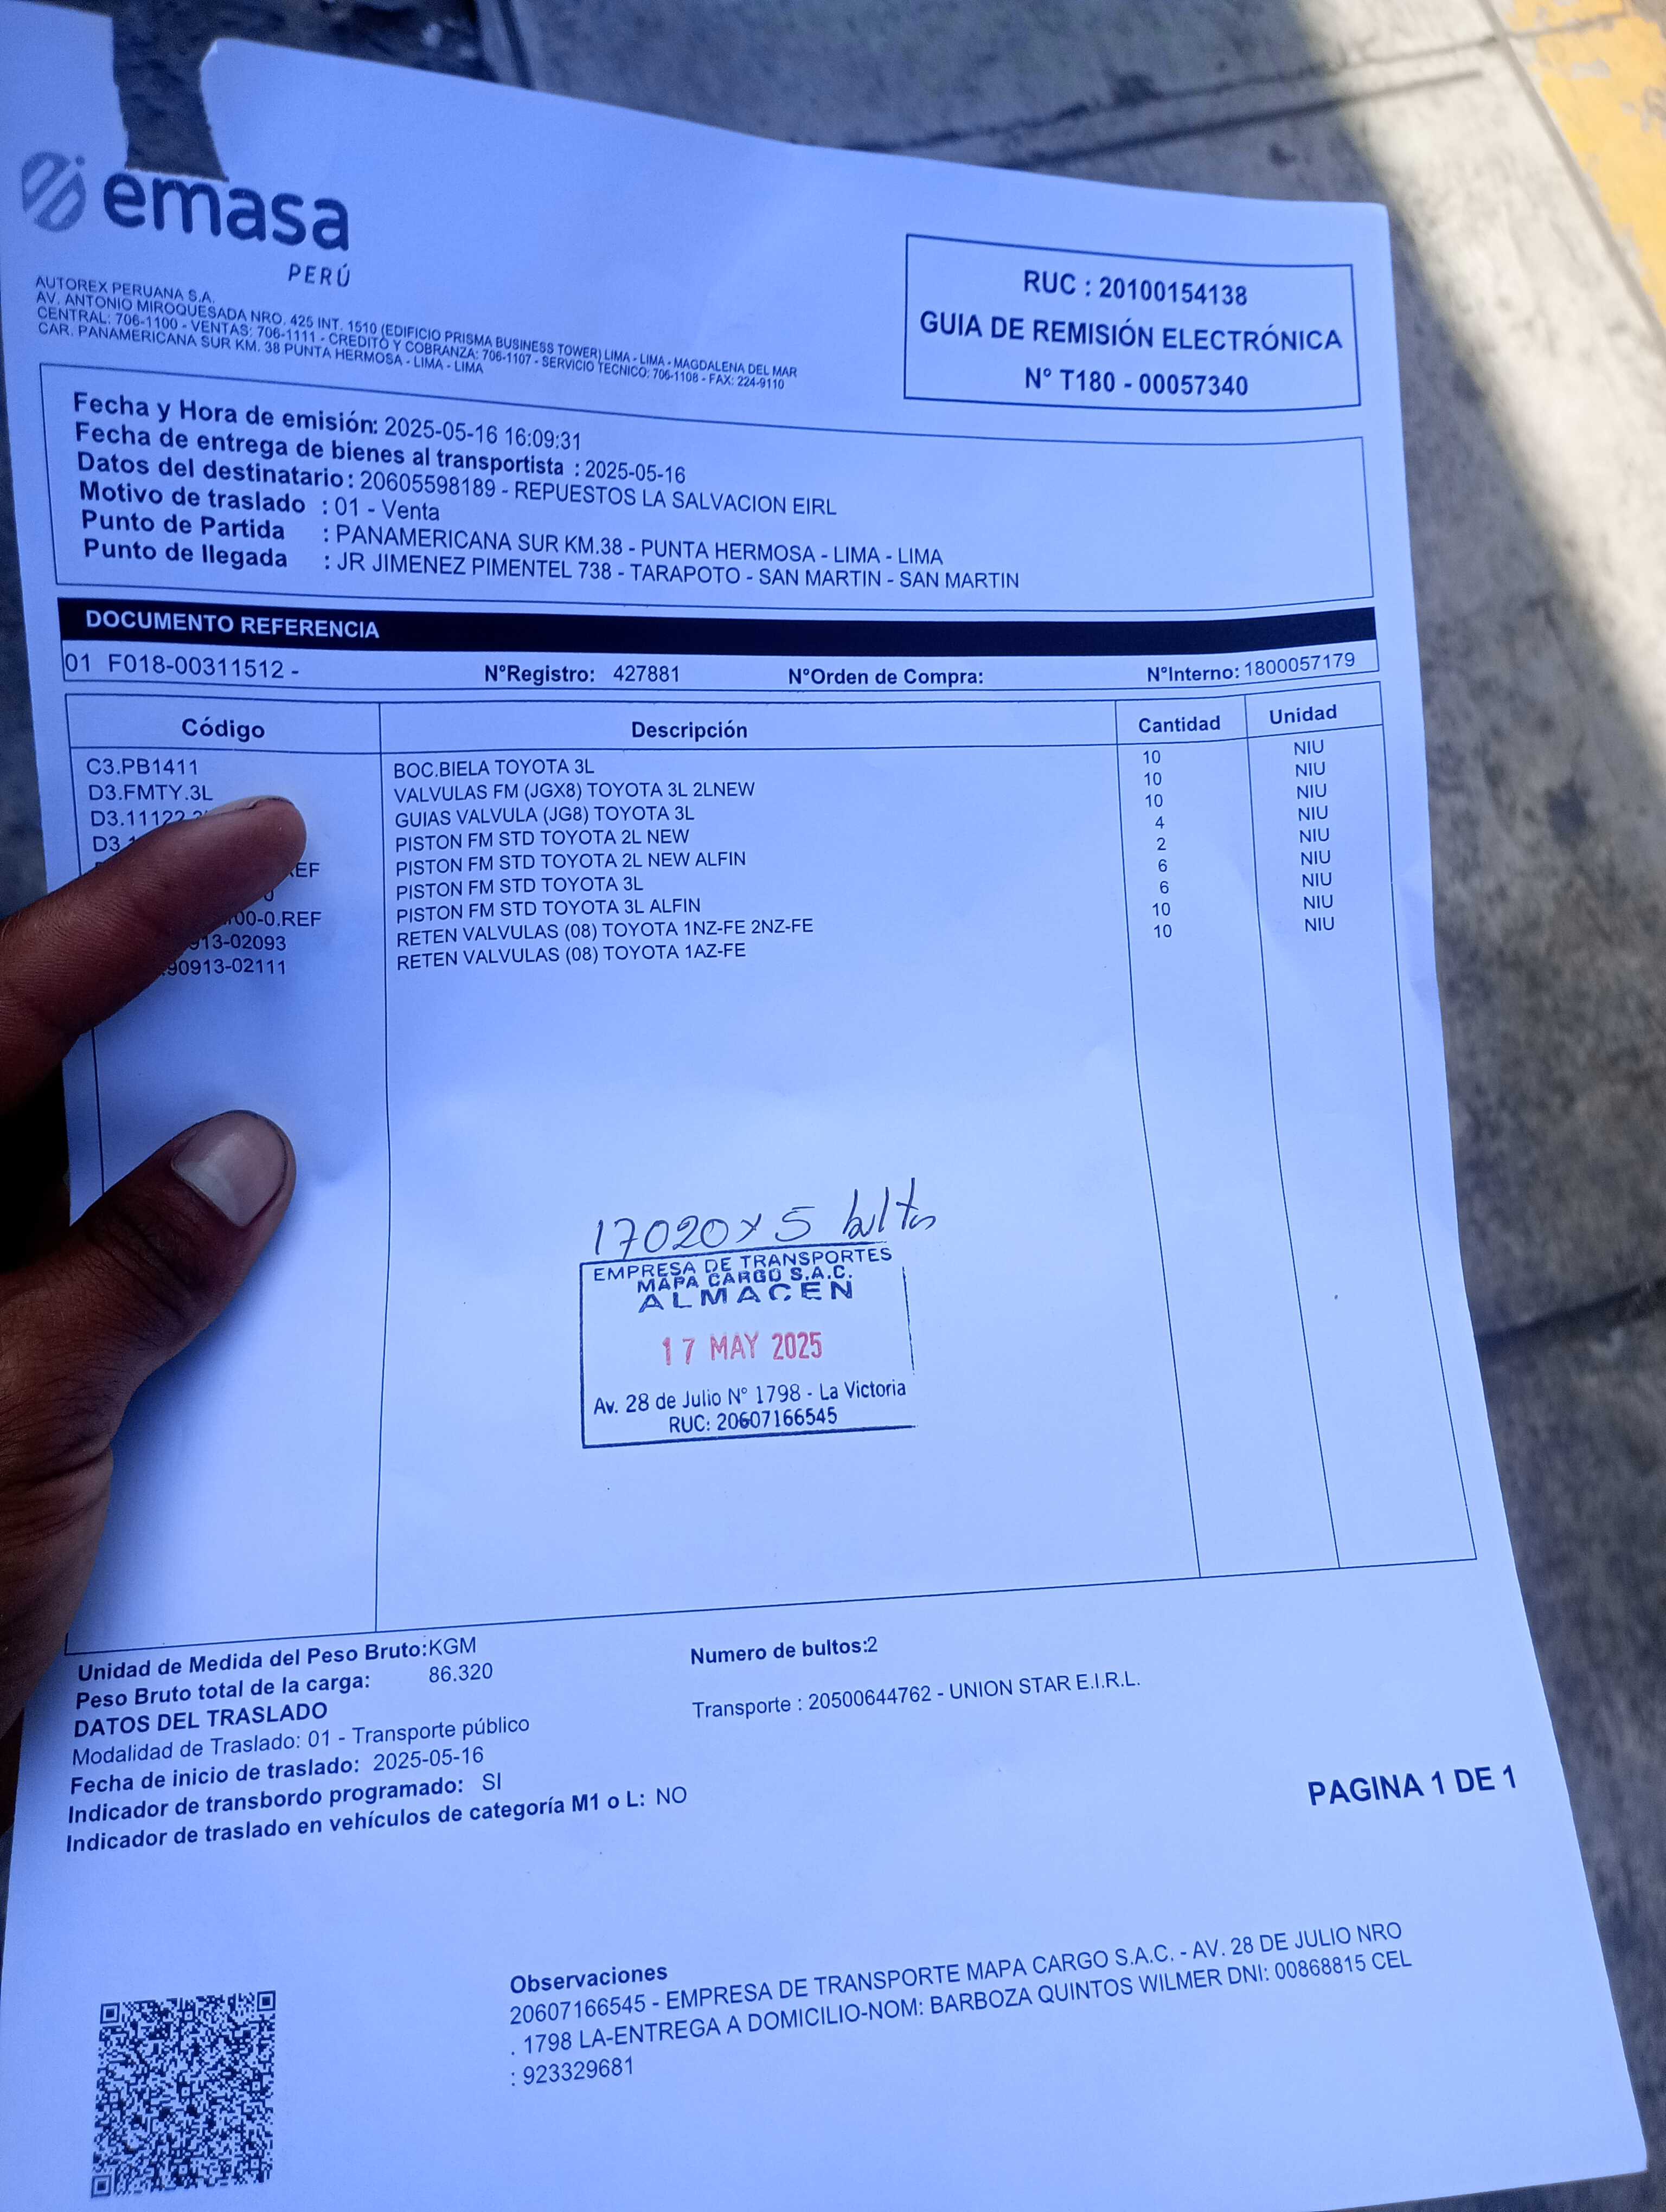 emasa
PERÚ
AUTOREX PERUANA S.A.
AV. ANTONIO MIROQUESADA NRO. 425 INT. 1510 (EDIFICIO PRISMA BUSINESS TOWER) LIMA - LIMA - MAGDALENA DEL MAR
CENTRAL: 706-1100 - VENTAS: 706-1111 - CREDITO Y COBRANZA: 706-1107 - SERVICIO TECNICO: 706-1108 - FAX: 224-9110
CAR. PANAMERICANA SUR KM. 38 PUNTA HERMOSA - LIMA - LIMA
RUC : 20100154138
GUIA DE REMISIÓN ELECTRÓNICA
N° T180 - 00057340
Fecha y Hora de emisión: 2025-05-16 16:09:31
Fecha de entrega de bienes al transportista : 2025-05-16
Datos del destinatario: 20605598189 - REPUESTOS LA SALVACION EIRL
Motivo de traslado : 01 - Venta
Punto de Partida : PANAMERICANA SUR KM.38 - PUNTA HERMOSA - LIMA - LIMA
Punto de llegada : JR JIMENEZ PIMENTEL 738 - TARAPOTO - SAN MARTIN - SAN MARTIN
DOCUMENTO REFERENCIA
01 F018-00311512 - N°Registro: 427881 N°Orden de Compra: N°Interno: 1800057179
Código Descripción Cantidad Unidad
C3.PB1411 BOC.BIELA TOYOTA 3L 10 NIU
D3.FMTY.3L VALVULAS FM (JGX8) TOYOTA 3L 2LNEW 10 NIU
D3.11122 GUIAS VALVULA (JG8) TOYOTA 3L 10 NIU
D3. PISTON FM STD TOYOTA 2L NEW 4 NIU
EF PISTON FM STD TOYOTA 2L NEW ALFIN 2 NIU
PISTON FM STD TOYOTA 3L 6 NIU
00-0.REF PISTON FM STD TOYOTA 3L ALFIN 6 NIU
913-02093 RETEN VALVULAS (08) TOYOTA 1NZ-FE 2NZ-FE 10 NIU
.90913-02111 RETEN VALVULAS (08) TOYOTA 1AZ-FE 10 NIU
17020 x 5 bultos
EMPRESA DE TRANSPORTES
MAPA CARGO S.A.C.
ALMACEN
17 MAY 2025
Av. 28 de Julio N° 1798 - La Victoria
RUC: 20607166545
Unidad de Medida del Peso Bruto:KGM Numero de bultos:2
Peso Bruto total de la carga: 86.320
DATOS DEL TRASLADO Transporte : 20500644762 - UNION STAR E.I.R.L.
Modalidad de Traslado: 01 - Transporte público
Fecha de inicio de traslado: 2025-05-16
Indicador de transbordo programado: SI
Indicador de traslado en vehículos de categoría M1 o L: NO
PAGINA 1 DE 1
Observaciones
20607166545 - EMPRESA DE TRANSPORTE MAPA CARGO S.A.C. - AV. 28 DE JULIO NRO
. 1798 LA-ENTREGA A DOMICILIO-NOM: BARBOZA QUINTOS WILMER DNI: 00868815 CEL
: 923329681